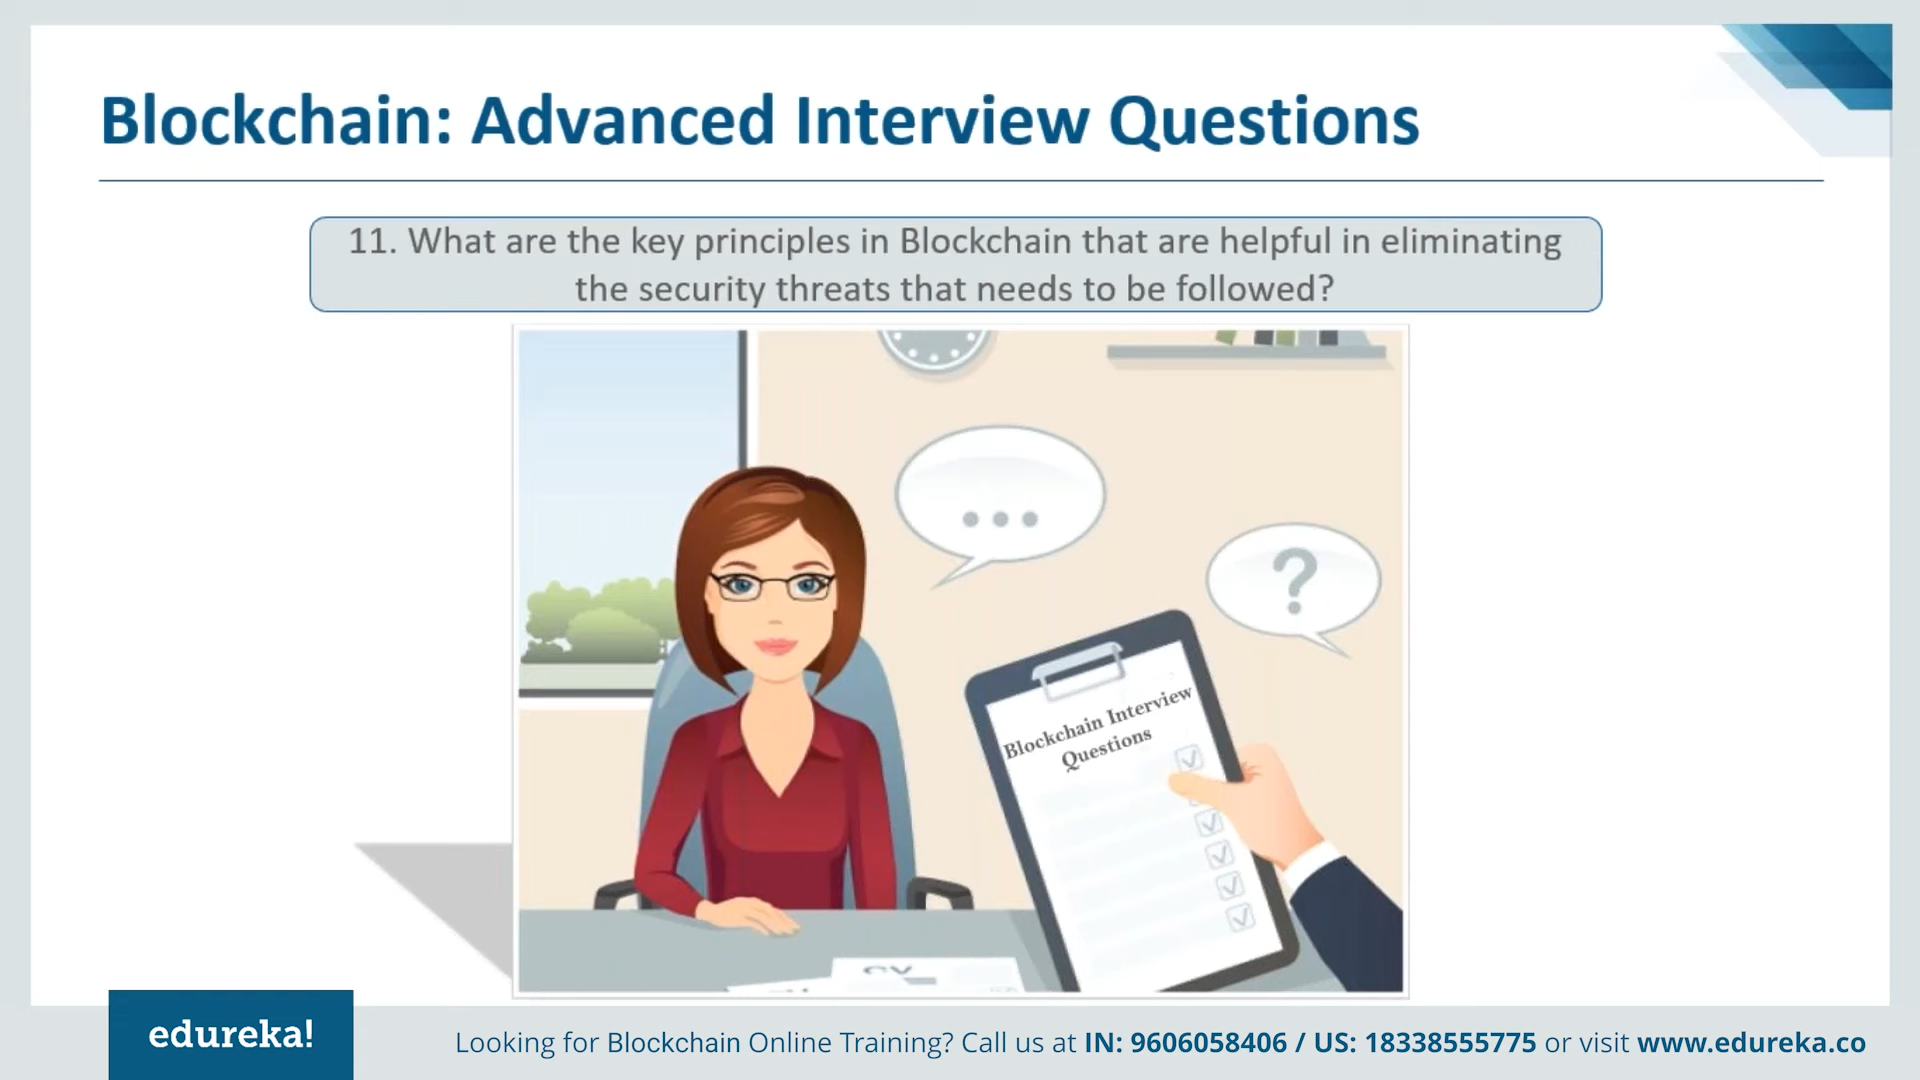 Blockchain: Advanced Interview Questions
11. What are the key principles in Blockchain that are helpful in eliminating
the security threats that needs to be followed?
...
?
Blockchain Interview
Questions
CV
edureka!
Looking for Blockchain Online Training? Call us at IN: 9606058406 / US: 18338555775 or visit www.edureka.co